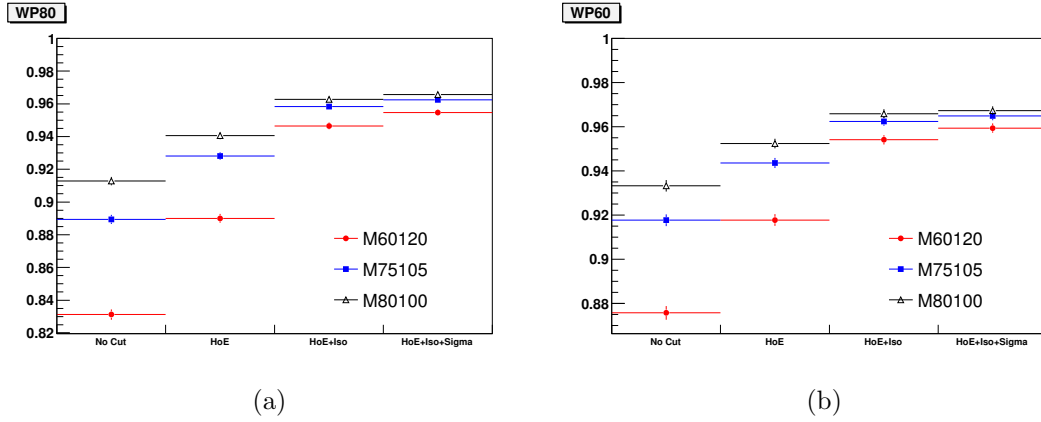 WP80
1
0.98
0.96
0.94
0.92
0.9
0.88
0.86
0.84
0.82
No Cut HoE HoE+Iso HoE+Iso+Sigma
M60120
M75105
M80100
(a)
WP60
1
0.98
0.96
0.94
0.92
0.9
0.88
No Cut HoE HoE+Iso HoE+Iso+Sigma
M60120
M75105
M80100
(b)